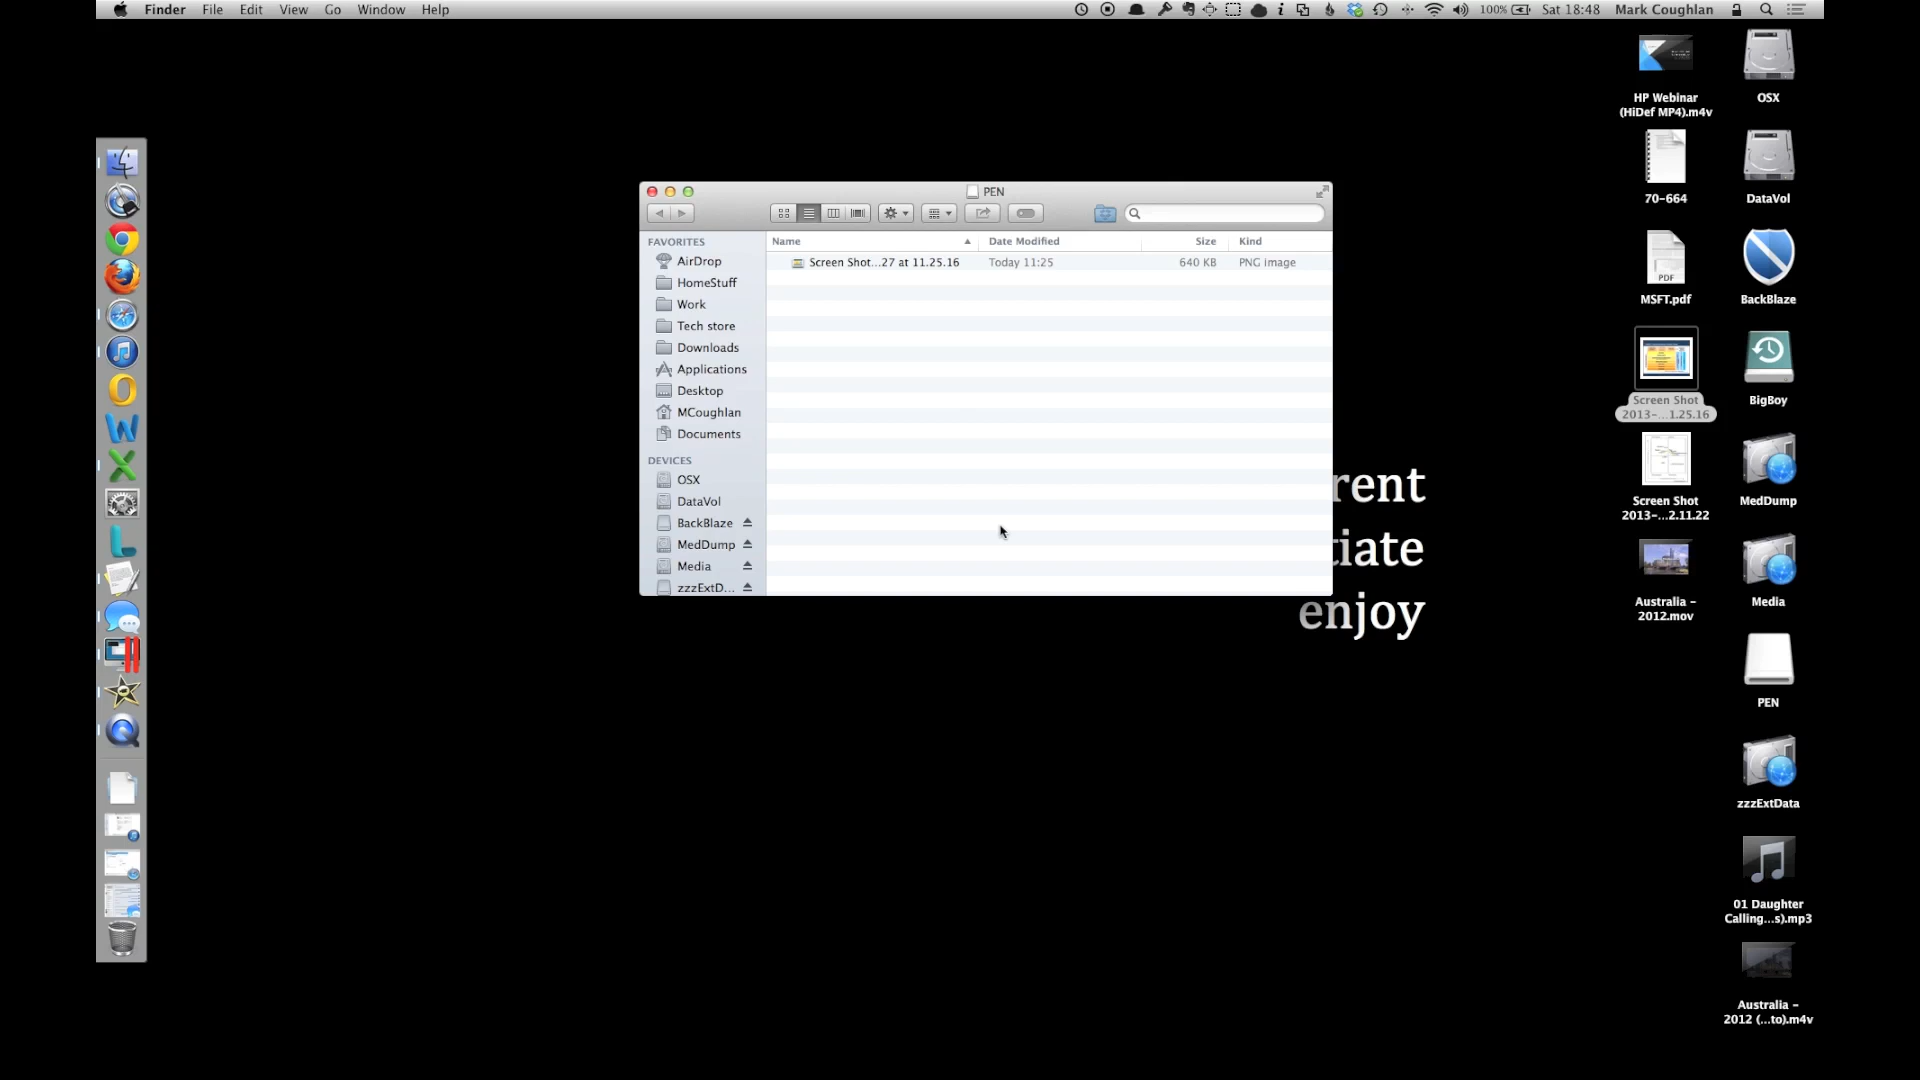 Finder File Edit View Go Window Help
100% Sat 18:48 Mark Coughlan
PEN
FAVORITES
AirDrop
HomeStuff
Work
Tech store
Downloads
Applications
Desktop
MCoughlan
Documents
DEVICES
OSX
DataVol
BackBlaze
MedDump
Media
zzzExtD...
Name Date Modified Size Kind
Screen Shot...27 at 11.25.16 Today 11:25 640 KB PNG image
rent
tiate
enjoy
HP Webinar
(HiDef MP4).m4v
70-664
PDF
MSFT.pdf
Screen Shot
2013-...1.25.16
Screen Shot
2013-...2.11.22
Australia -
2012.mov
OSX
DataVol
BackBlaze
BigBoy
MedDump
Media
PEN
zzzExtData
01 Daughter
Calling...s).mp3
Australia -
2012 (...to).m4v